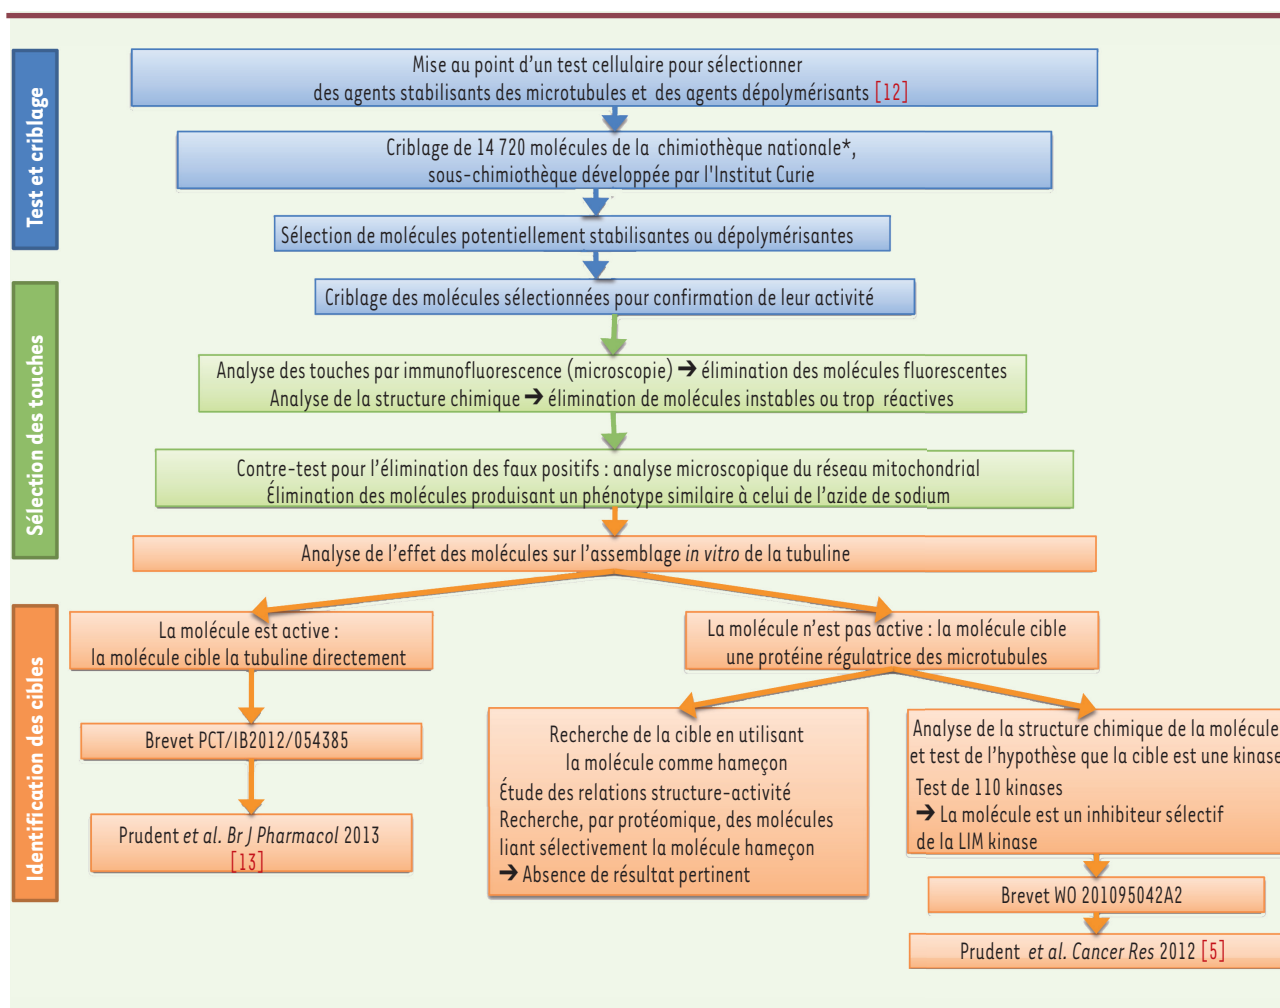 Test et criblage
Mise au point d'un test cellulaire pour sélectionner
des agents stabilisants des microtubules et des agents dépolymérisants [12]
Criblage de 14 720 molécules de la chimiothèque nationale*,
sous-chimiothèque développée par l'Institut Curie
Sélection de molécules potentiellement stabilisantes ou dépolymérisantes
Sélection des touches
Criblage des molécules sélectionnées pour confirmation de leur activité
Analyse des touches par immunofluorescence (microscopie) ➔ élimination des molécules fluorescentes
Analyse de la structure chimique ➔ élimination de molécules instables ou trop réactives
Contre-test pour l'élimination des faux positifs : analyse microscopique du réseau mitochondrial
Élimination des molécules produisant un phénotype similaire à celui de l'azide de sodium
Analyse de l'effet des molécules sur l'assemblage in vitro de la tubuline
Identification des cibles
La molécule est active :
la molécule cible la tubuline directement
Brevet PCT/IB2012/054385
Prudent et al. Br J Pharmacol 2013
[13]
La molécule n'est pas active : la molécule cible
une protéine régulatrice des microtubules
Recherche de la cible en utilisant
la molécule comme hameçon
Étude des relations structure-activité
Recherche, par protéomique, des molécules
liant sélectivement la molécule hameçon
➔ Absence de résultat pertinent
Analyse de la structure chimique de la molécule
et test de l'hypothèse que la cible est une kinase
Test de 110 kinases
➔ La molécule est un inhibiteur sélectif
de la LIM kinase
Brevet WO 201095042A2
Prudent et al. Cancer Res 2012 [5]